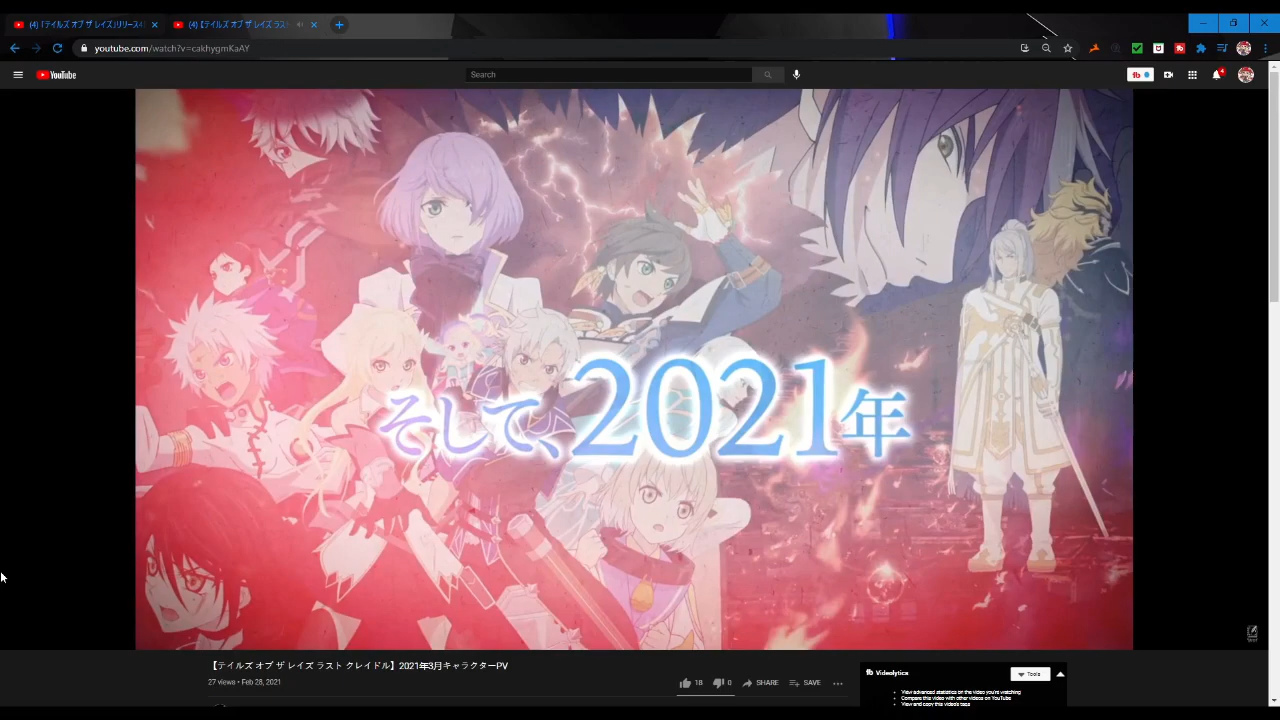 (4)「テイルズ オブ ザ レイズ」リリース4
(4)【テイルズ オブ ザ レイズ ラス
youtube.com/watch?v=cakhygmKaAY
YouTube
Search
4
そして、2021年
【テイルズ オブ ザ レイズ ラスト クレイドル】2021年3月キャラクターPV
27 views • Feb 28, 2021
18
0
SHARE
SAVE
Videolytics
Tools
View advanced statistics on the video you're watching
Compare this video with other videos on YouTube
View and copy this video's tags